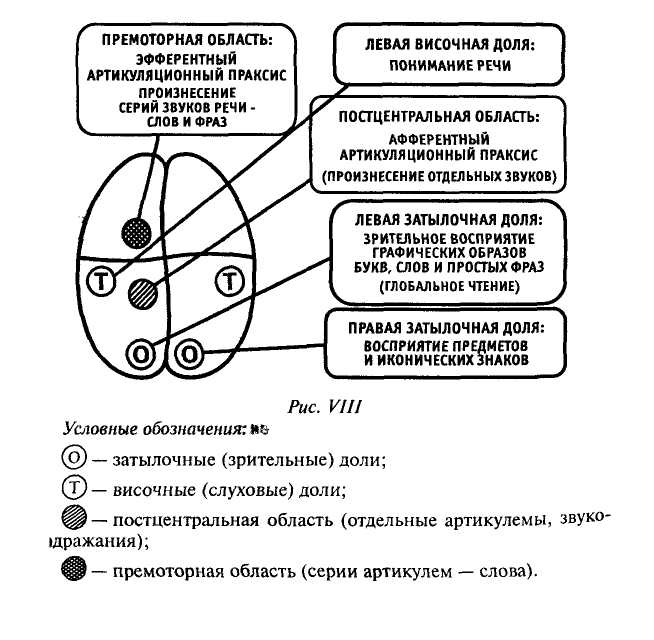 ПРЕМОТОРНАЯ ОБЛАСТЬ:
ЭФФЕРЕНТНЫЙ
АРТИКУЛЯЦИОННЫЙ ПРАКСИС
ПРОИЗНЕСЕНИЕ
СЕРИЙ ЗВУКОВ РЕЧИ -
СЛОВ И ФРАЗ
ЛЕВАЯ ВИСОЧНАЯ ДОЛЯ:
ПОНИМАНИЕ РЕЧИ
ПОСТЦЕНТРАЛЬНАЯ ОБЛАСТЬ:
АФФЕРЕНТНЫЙ
АРТИКУЛЯЦИОННЫЙ ПРАКСИС
(ПРОИЗНЕСЕНИЕ ОТДЕЛЬНЫХ ЗВУКОВ)
ЛЕВАЯ ЗАТЫЛОЧНАЯ ДОЛЯ:
ЗРИТЕЛЬНОЕ ВОСПРИЯТИЕ
ГРАФИЧЕСКИХ ОБРАЗОВ
БУКВ, СЛОВ И ПРОСТЫХ ФРАЗ
(ГЛОБАЛЬНОЕ ЧТЕНИЕ)
ПРАВАЯ ЗАТЫЛОЧНАЯ ДОЛЯ:
ВОСПРИЯТИЕ ПРЕДМЕТОВ
И ИКОНИЧЕСКИХ ЗНАКОВ
Т Т
О О
Рис. VIII
Условные обозначения:
О — затылочные (зрительные) доли;
Т — височные (слуховые) доли;
— постцентральная область (отдельные артикулемы, звуко-
дражания);
— премоторная область (серии артикулем — слова).